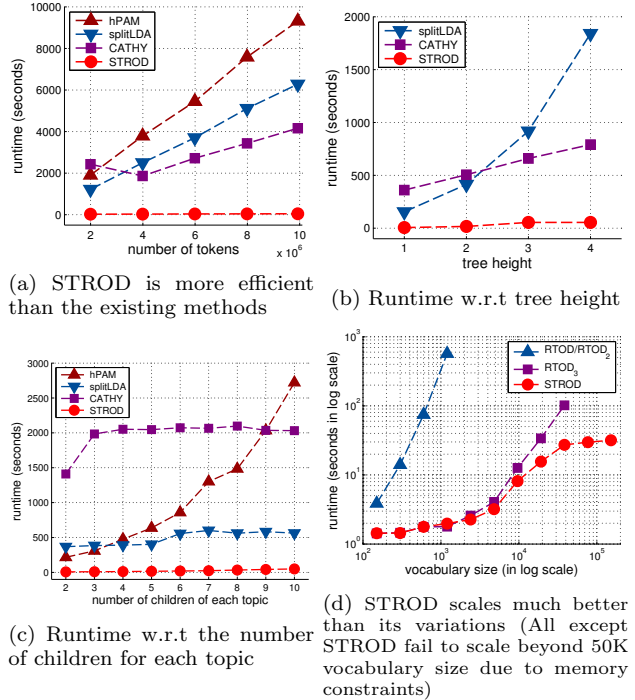 10000
8000
6000
4000
2000
0
runtime (seconds)
hPAM
splitLDA
CATHY
STROD
2 4 6 8 10
number of tokens
x 10^6
(a) STROD is more efficient
than the existing methods
2000
1500
1000
500
0
runtime (seconds)
splitLDA
CATHY
STROD
1 2 3 4
tree height
(b) Runtime w.r.t tree height
3000
2500
2000
1500
1000
500
0
runtime (seconds)
hPAM
splitLDA
CATHY
STROD
2 3 4 5 6 7 8 9 10
number of children of each topic
(c) Runtime w.r.t the number
of children for each topic
10^3
10^2
10^1
10^0
runtime (seconds in log scale)
RTOD/RTOD_2
RTOD_3
STROD
10^2 10^3 10^4 10^5
vocabulary size (in log scale)
(d) STROD scales much better
than its variations (All except
STROD fail to scale beyond 50K
vocabulary size due to memory
constraints)